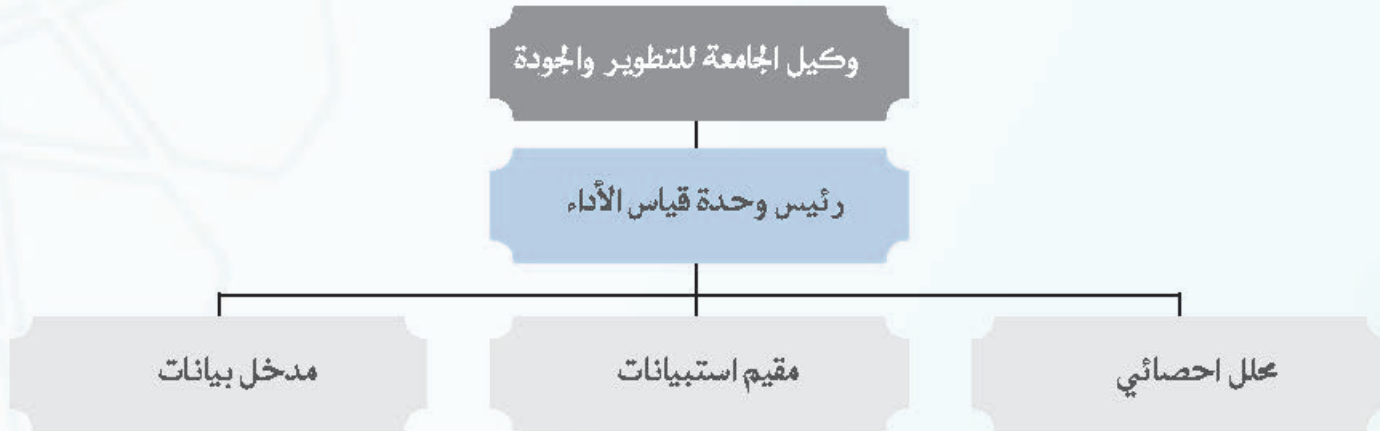 وكيل الجامعة للتطوير والجودة
رئيس وحدة قياس الأداء
محلل احصائي
مقيم استبيانات
مدخل بيانات